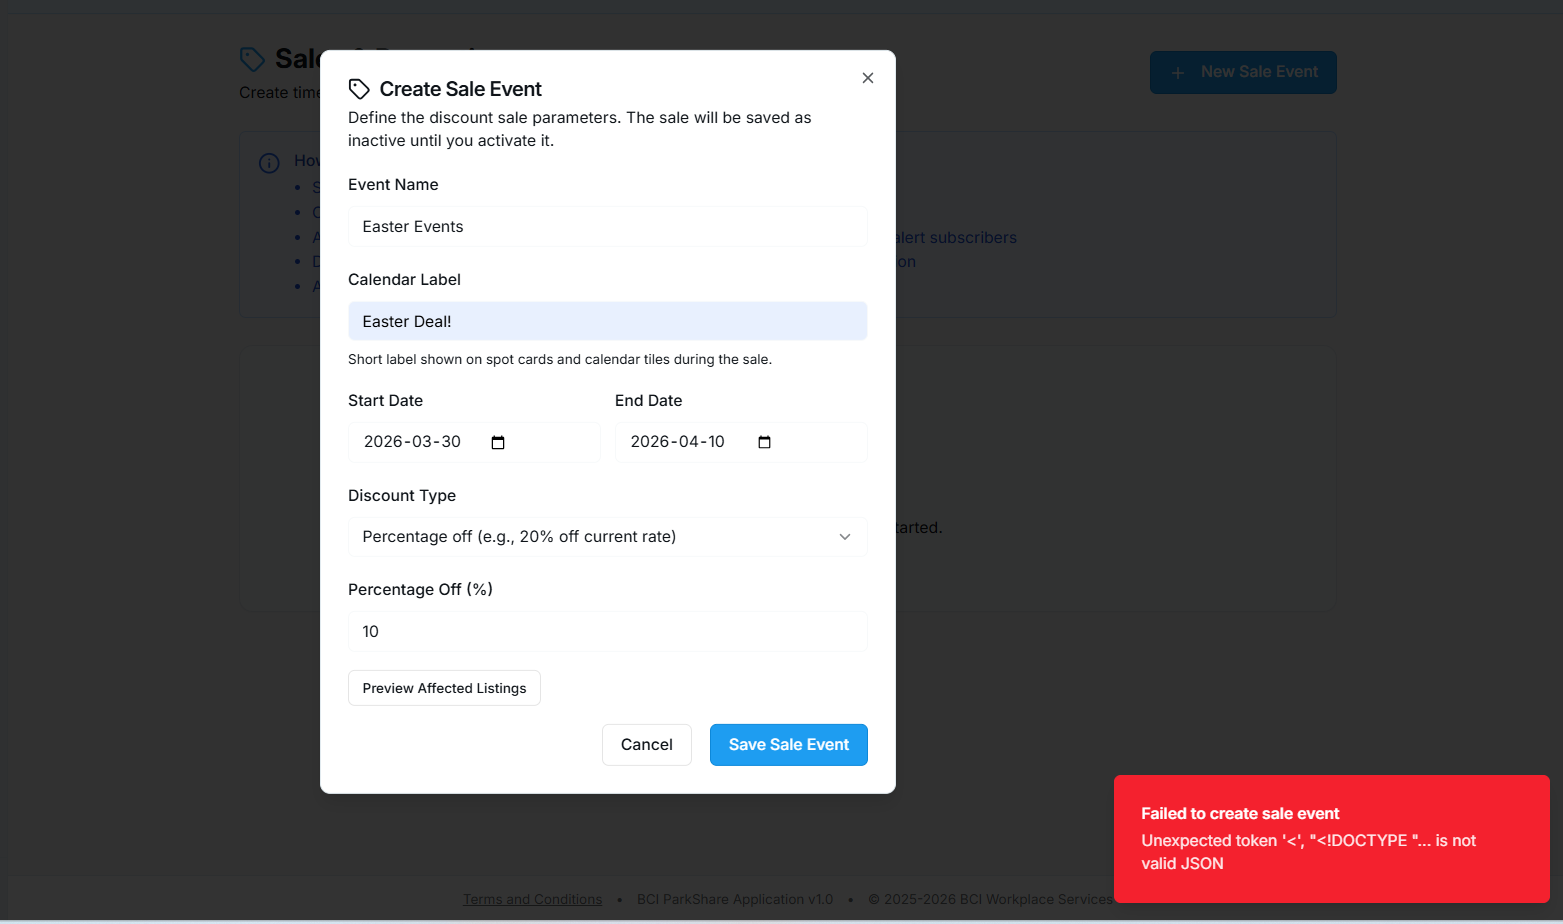 Create time
New Sale Event
alert subscribers
on
tarted.
Create Sale Event
Define the discount sale parameters. The sale will be saved as
inactive until you activate it.
Event Name
Easter Events
Calendar Label
Easter Deal!
Short label shown on spot cards and calendar tiles during the sale.
Start Date
End Date
2026-03-30
2026-04-10
Discount Type
Percentage off (e.g., 20% off current rate)
Percentage Off (%)
10
Preview Affected Listings
Cancel
Save Sale Event
Failed to create sale event
Unexpected token '<', "<!DOCTYPE "... is not
valid JSON
Terms and Conditions • BCI ParkShare Application v1.0 • © 2025-2026 BCI Workplace Services